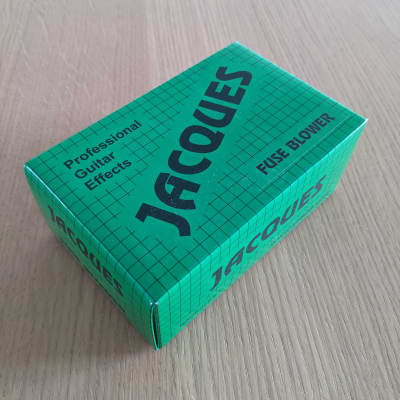 Professional
Guitar
Effects
JACQUES
FUSE BLOWER
JACQUES
JACQUES